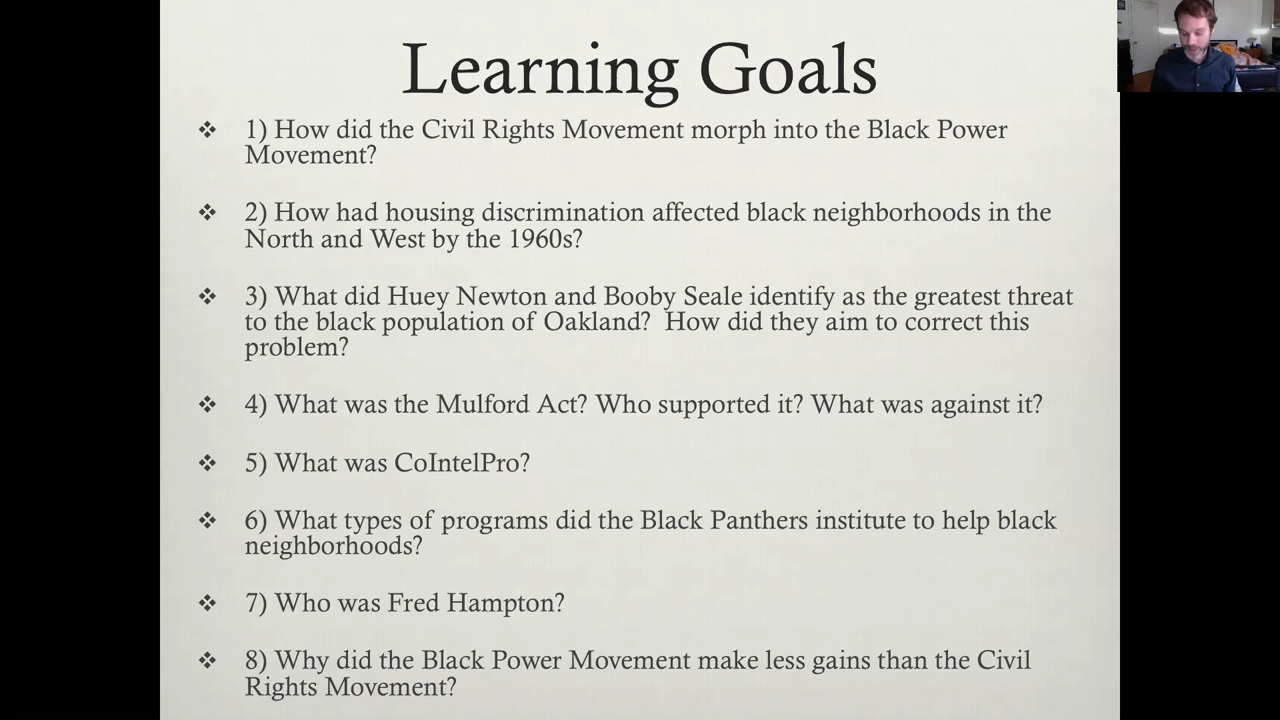 Learning Goals
1) How did the Civil Rights Movement morph into the Black Power
Movement?
2) How had housing discrimination affected black neighborhoods in the
North and West by the 1960s?
3) What did Huey Newton and Booby Seale identify as the greatest threat
to the black population of Oakland?  How did they aim to correct this
problem?
4) What was the Mulford Act? Who supported it? What was against it?
5) What was CoIntelPro?
6) What types of programs did the Black Panthers institute to help black
neighborhoods?
7) Who was Fred Hampton?
8) Why did the Black Power Movement make less gains than the Civil
Rights Movement?